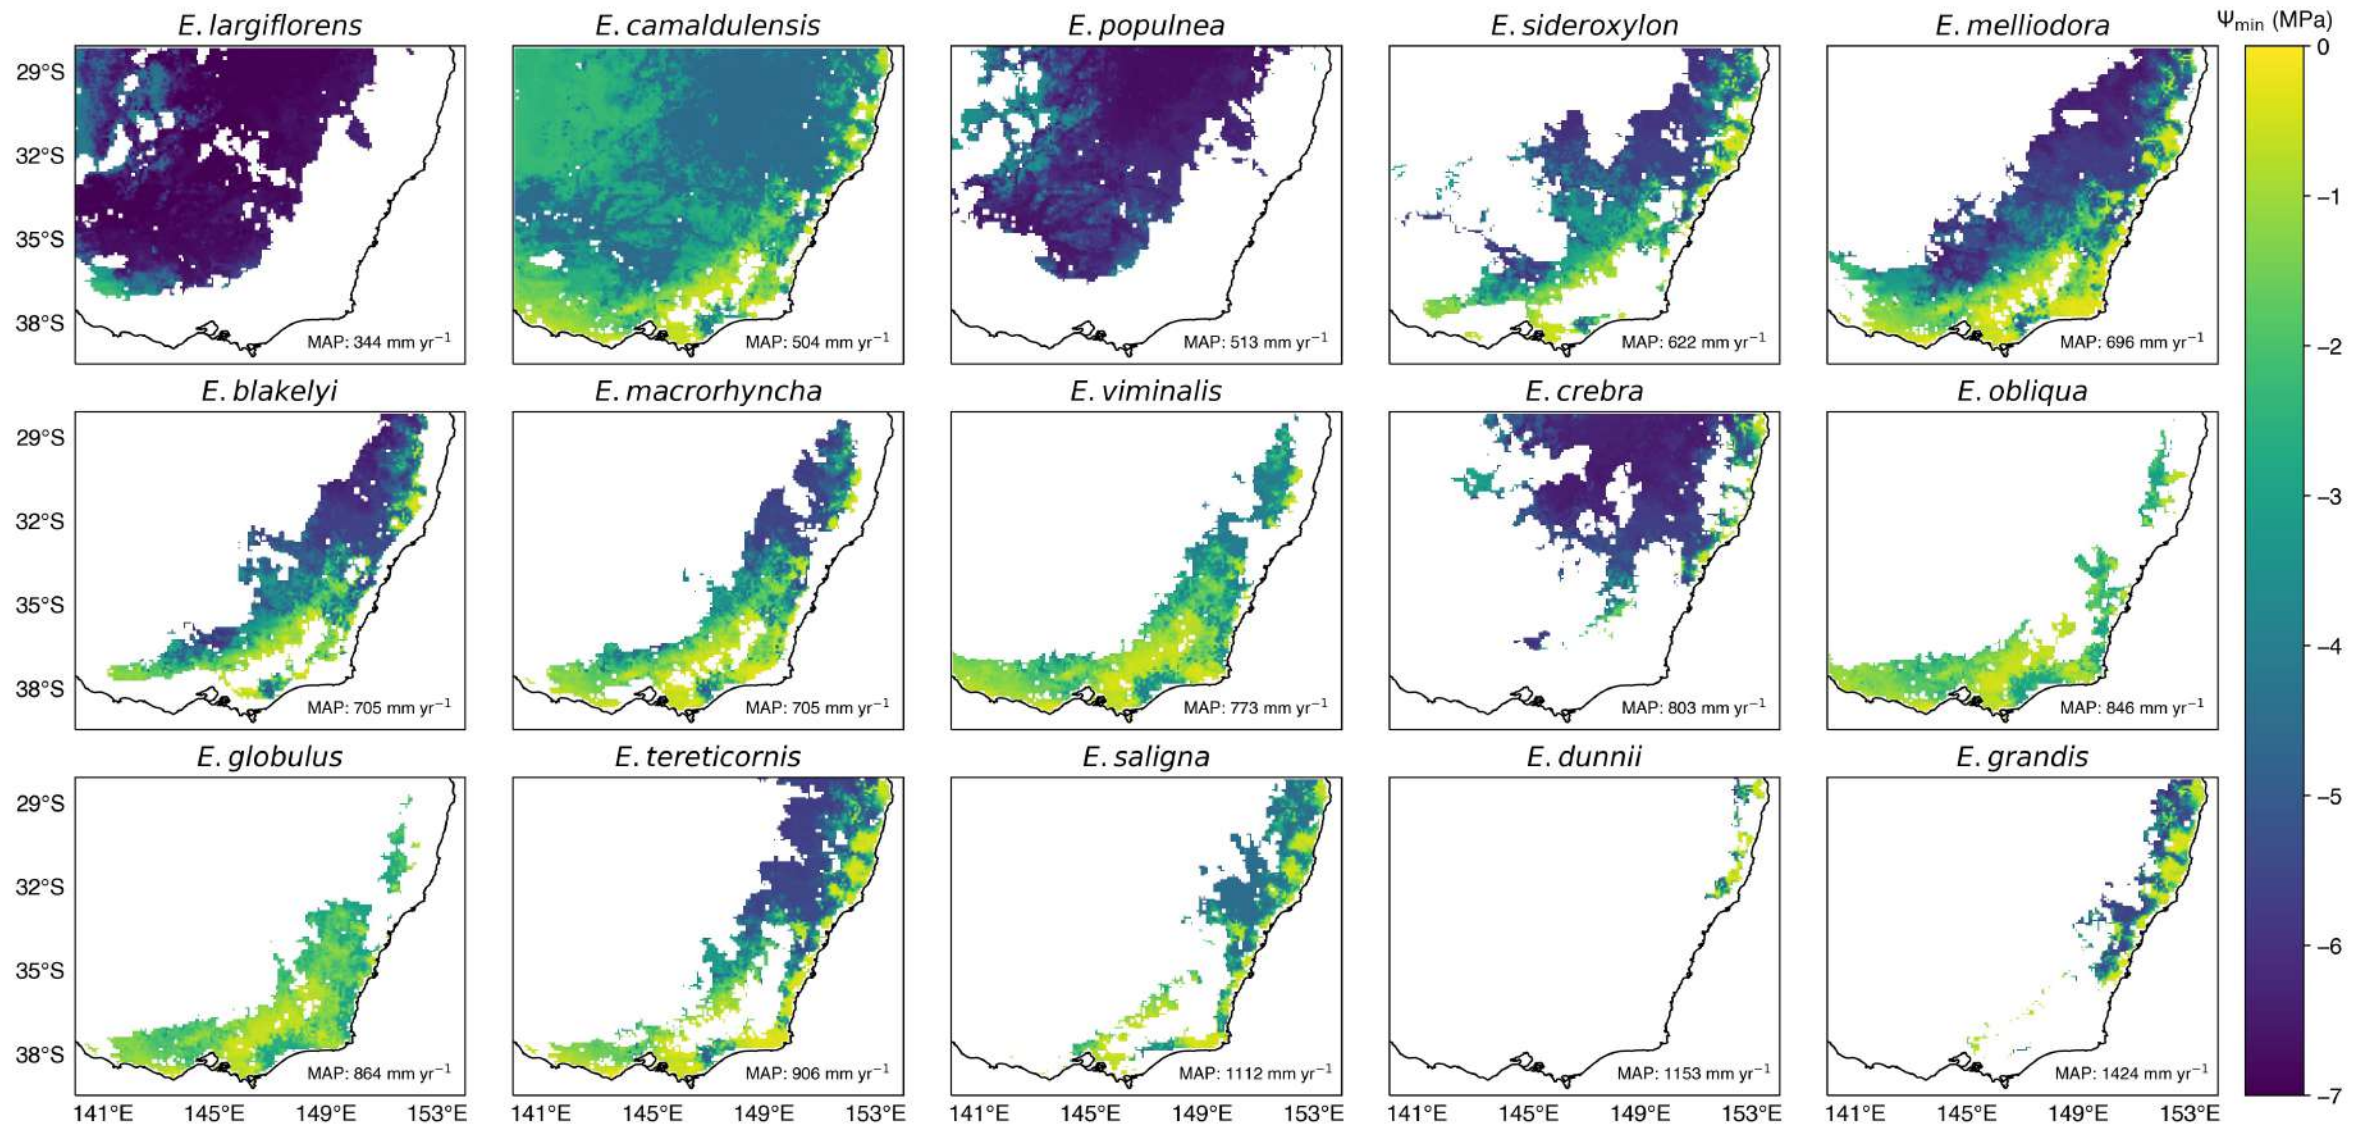 E. largiflorens E. camaldulensis E. populnea E. sideroxylon E. melliodora Ψmin (MPa)
0
29°S
−1
32°S
35°S
38°S
MAP: 344 mm yr⁻¹ MAP: 504 mm yr⁻¹ MAP: 513 mm yr⁻¹ MAP: 622 mm yr⁻¹ MAP: 696 mm yr⁻¹
−2
E. blakelyi E. macrorhyncha E. viminalis E. crebra E. obliqua
29°S
−3
32°S
35°S
−4
38°S
MAP: 705 mm yr⁻¹ MAP: 705 mm yr⁻¹ MAP: 773 mm yr⁻¹ MAP: 803 mm yr⁻¹ MAP: 846 mm yr⁻¹
E. globulus E. tereticornis E. saligna E. dunnii E. grandis
29°S
−5
32°S
−6
35°S
38°S
MAP: 864 mm yr⁻¹ MAP: 906 mm yr⁻¹ MAP: 1112 mm yr⁻¹ MAP: 1153 mm yr⁻¹ MAP: 1424 mm yr⁻¹
−7
141°E 145°E 149°E 153°E 141°E 145°E 149°E 153°E 141°E 145°E 149°E 153°E 141°E 145°E 149°E 153°E 141°E 145°E 149°E 153°E